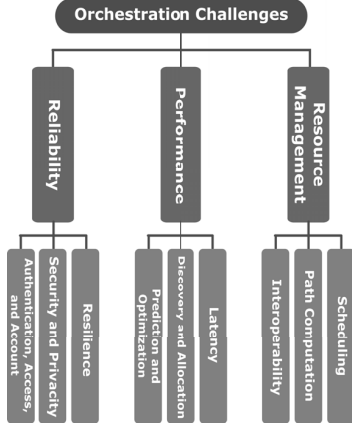 Orchestration Challenges
Reliability
Performance
Resource
Management
Authentication, Access,
and Account
Security and Privacity
Resilience
Prediction and
Optimization
Discovery and Allocation
Latency
Interoperability
Path Computation
Scheduling